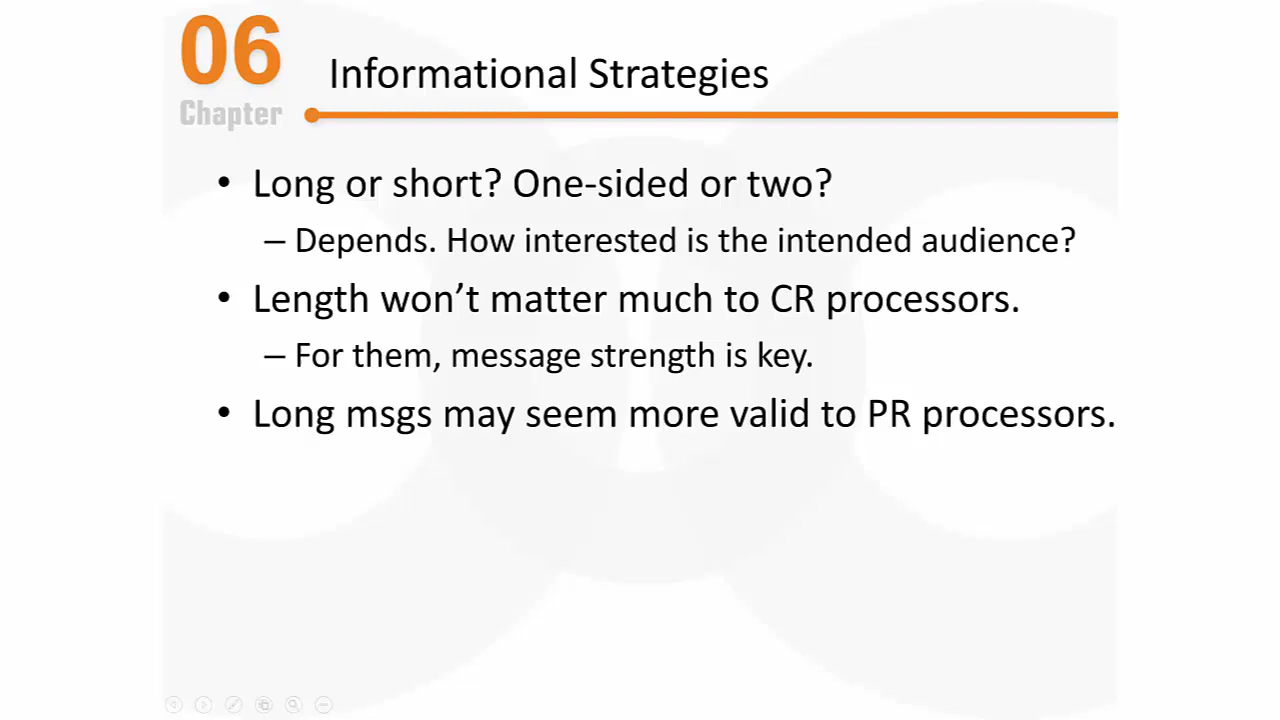 06
Chapter
Informational Strategies
• Long or short? One-sided or two?
– Depends. How interested is the intended audience?
• Length won’t matter much to CR processors.
– For them, message strength is key.
• Long msgs may seem more valid to PR processors.